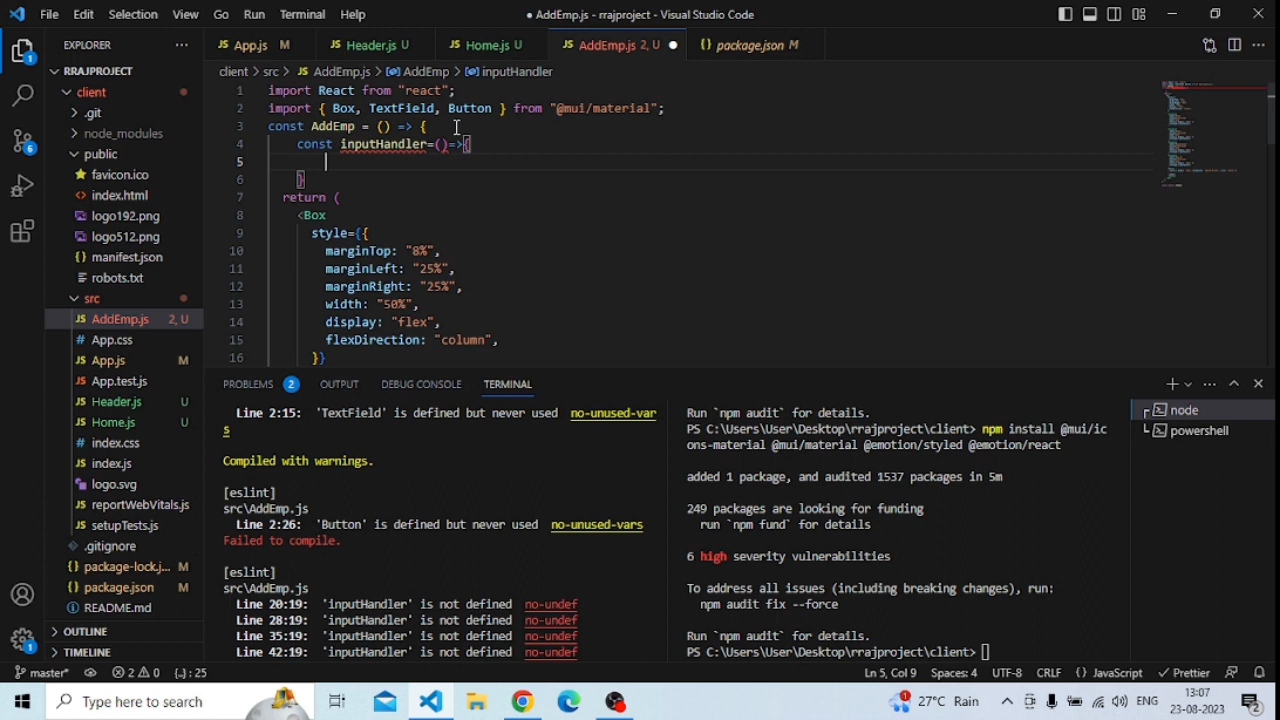 File Edit Selection View Go Run Terminal Help
AddEmp.js - rrajproject - Visual Studio Code
EXPLORER
RRAJPROJECT
client
.git
node_modules
public
favicon.ico
index.html
logo192.png
logo512.png
manifest.json
robots.txt
src
AddEmp.js 2, U
App.css
App.js M
App.test.js
Header.js U
Home.js U
index.css
index.js
logo.svg
reportWebVitals.js
setupTests.js
.gitignore
package-lock.j... M
package.json M
README.md
OUTLINE
TIMELINE
1
6
1
App.js M
Header.js U
Home.js U
AddEmp.js 2, U
package.json M
client > src > AddEmp.js > AddEmp > inputHandler
1 import React from "react";
2 import { Box, TextField, Button } from "@mui/material";
3 const AddEmp = () => {
4 const inputHandler=()=>{
5
6 }
7 return (
8 <Box
9 style={{
10 marginTop: "8%",
11 marginLeft: "25%",
12 marginRight: "25%",
13 width: "50%",
14 display: "flex",
15 flexDirection: "column",
16 }}
PROBLEMS 2 OUTPUT DEBUG CONSOLE TERMINAL
Line 2:15: 'TextField' is defined but never used no-unused-var
s
Compiled with warnings.
[eslint]
src\AddEmp.js
Line 2:26: 'Button' is defined but never used no-unused-vars
Failed to compile.
[eslint]
src\AddEmp.js
Line 20:19: 'inputHandler' is not defined no-undef
Line 28:19: 'inputHandler' is not defined no-undef
Line 35:19: 'inputHandler' is not defined no-undef
Line 42:19: 'inputHandler' is not defined no-undef
Run `npm audit` for details.
PS C:\Users\User\Desktop\rrajproject\client> npm install @mui/ic
ons-material @mui/material @emotion/styled @emotion/react
added 1 package, and audited 1537 packages in 5m
249 packages are looking for funding
run `npm fund` for details
6 high severity vulnerabilities
To address all issues (including breaking changes), run:
npm audit fix --force
Run `npm audit` for details.
PS C:\Users\User\Desktop\rrajproject\client>
node
powershell
master* 2 0 {..}: 25
Ln 5, Col 9 Spaces: 4 UTF-8 CRLF {} JavaScript Prettier
Type here to search
27°C Rain
ENG
13:07
23-08-2023